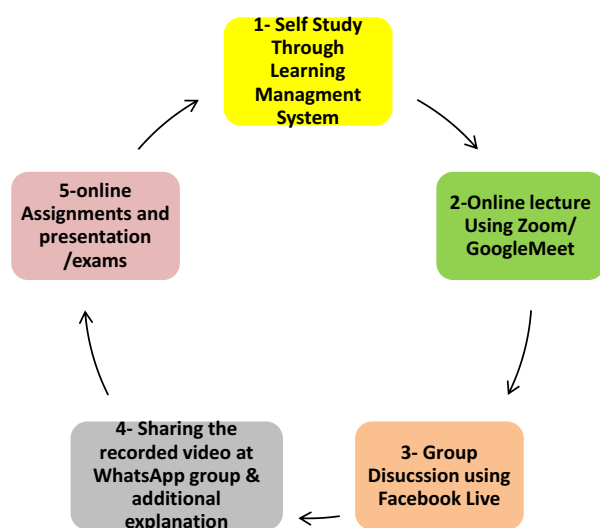 1- Self Study
Through
Learning
Managment
System
2-Online lecture
Using Zoom/
GoogleMeet
3- Group
Disucssion using
Facebook Live
4- Sharing the
recorded video at
WhatsApp group &
additional
explanation
5-online
Assignments and
presentation
/exams